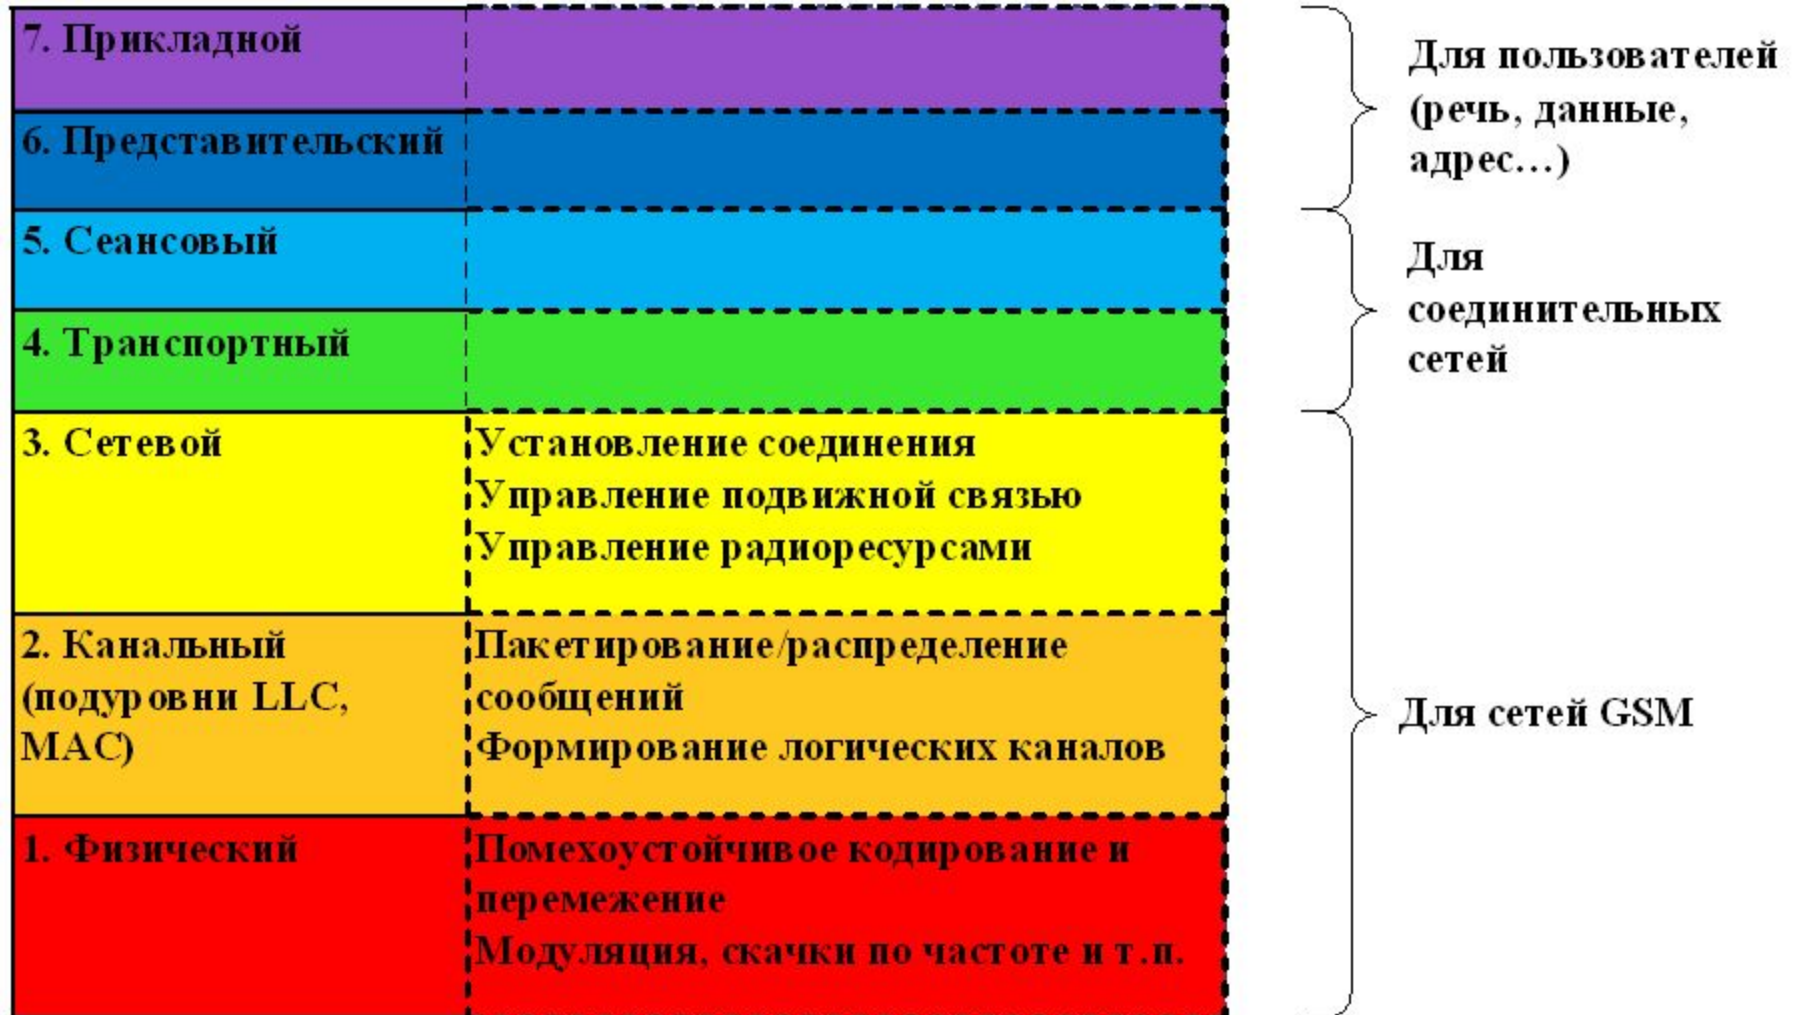 7. Прикладной
6. Представительский
5. Сеансовый
4. Транспортный
3. Сетевой
Установление соединения
Управление подвижной связью
Управление радиоресурсами
2. Канальный
(подуровни LLC,
MAC)
Пакетирование/распределение
сообщений
Формирование логических каналов
1. Физический
Помехоустойчивое кодирование и
перемежение
Модуляция, скачки по частоте и т.п.
Для пользователей
(речь, данные,
адрес...)
Для
соединительных
сетей
Для сетей GSM